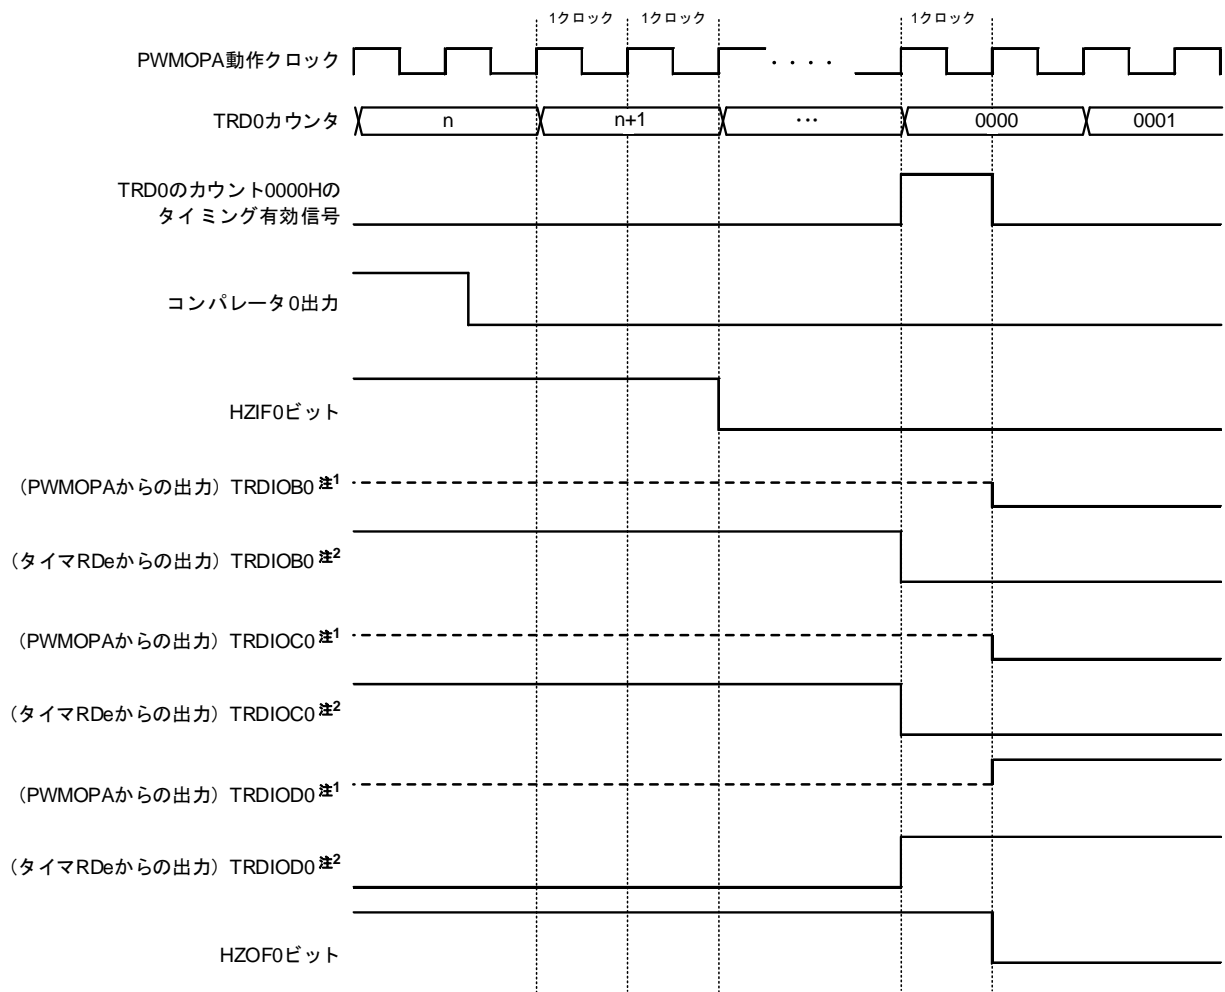 1クロック 1クロック 1クロック
PWMOPA動作クロック
TRD0カウンタ n n+1 ··· 0000 0001
TRD0のカウント0000Hの
タイミング有効信号
コンパレータ0出力
HZIF0ビット
（PWMOPAからの出力）TRDIOB0 注1
（タイマRDeからの出力）TRDIOB0 注2
（PWMOPAからの出力）TRDIOC0 注1
（タイマRDeからの出力）TRDIOC0 注2
（PWMOPAからの出力）TRDIOD0 注1
（タイマRDeからの出力）TRDIOD0 注2
HZOF0ビット